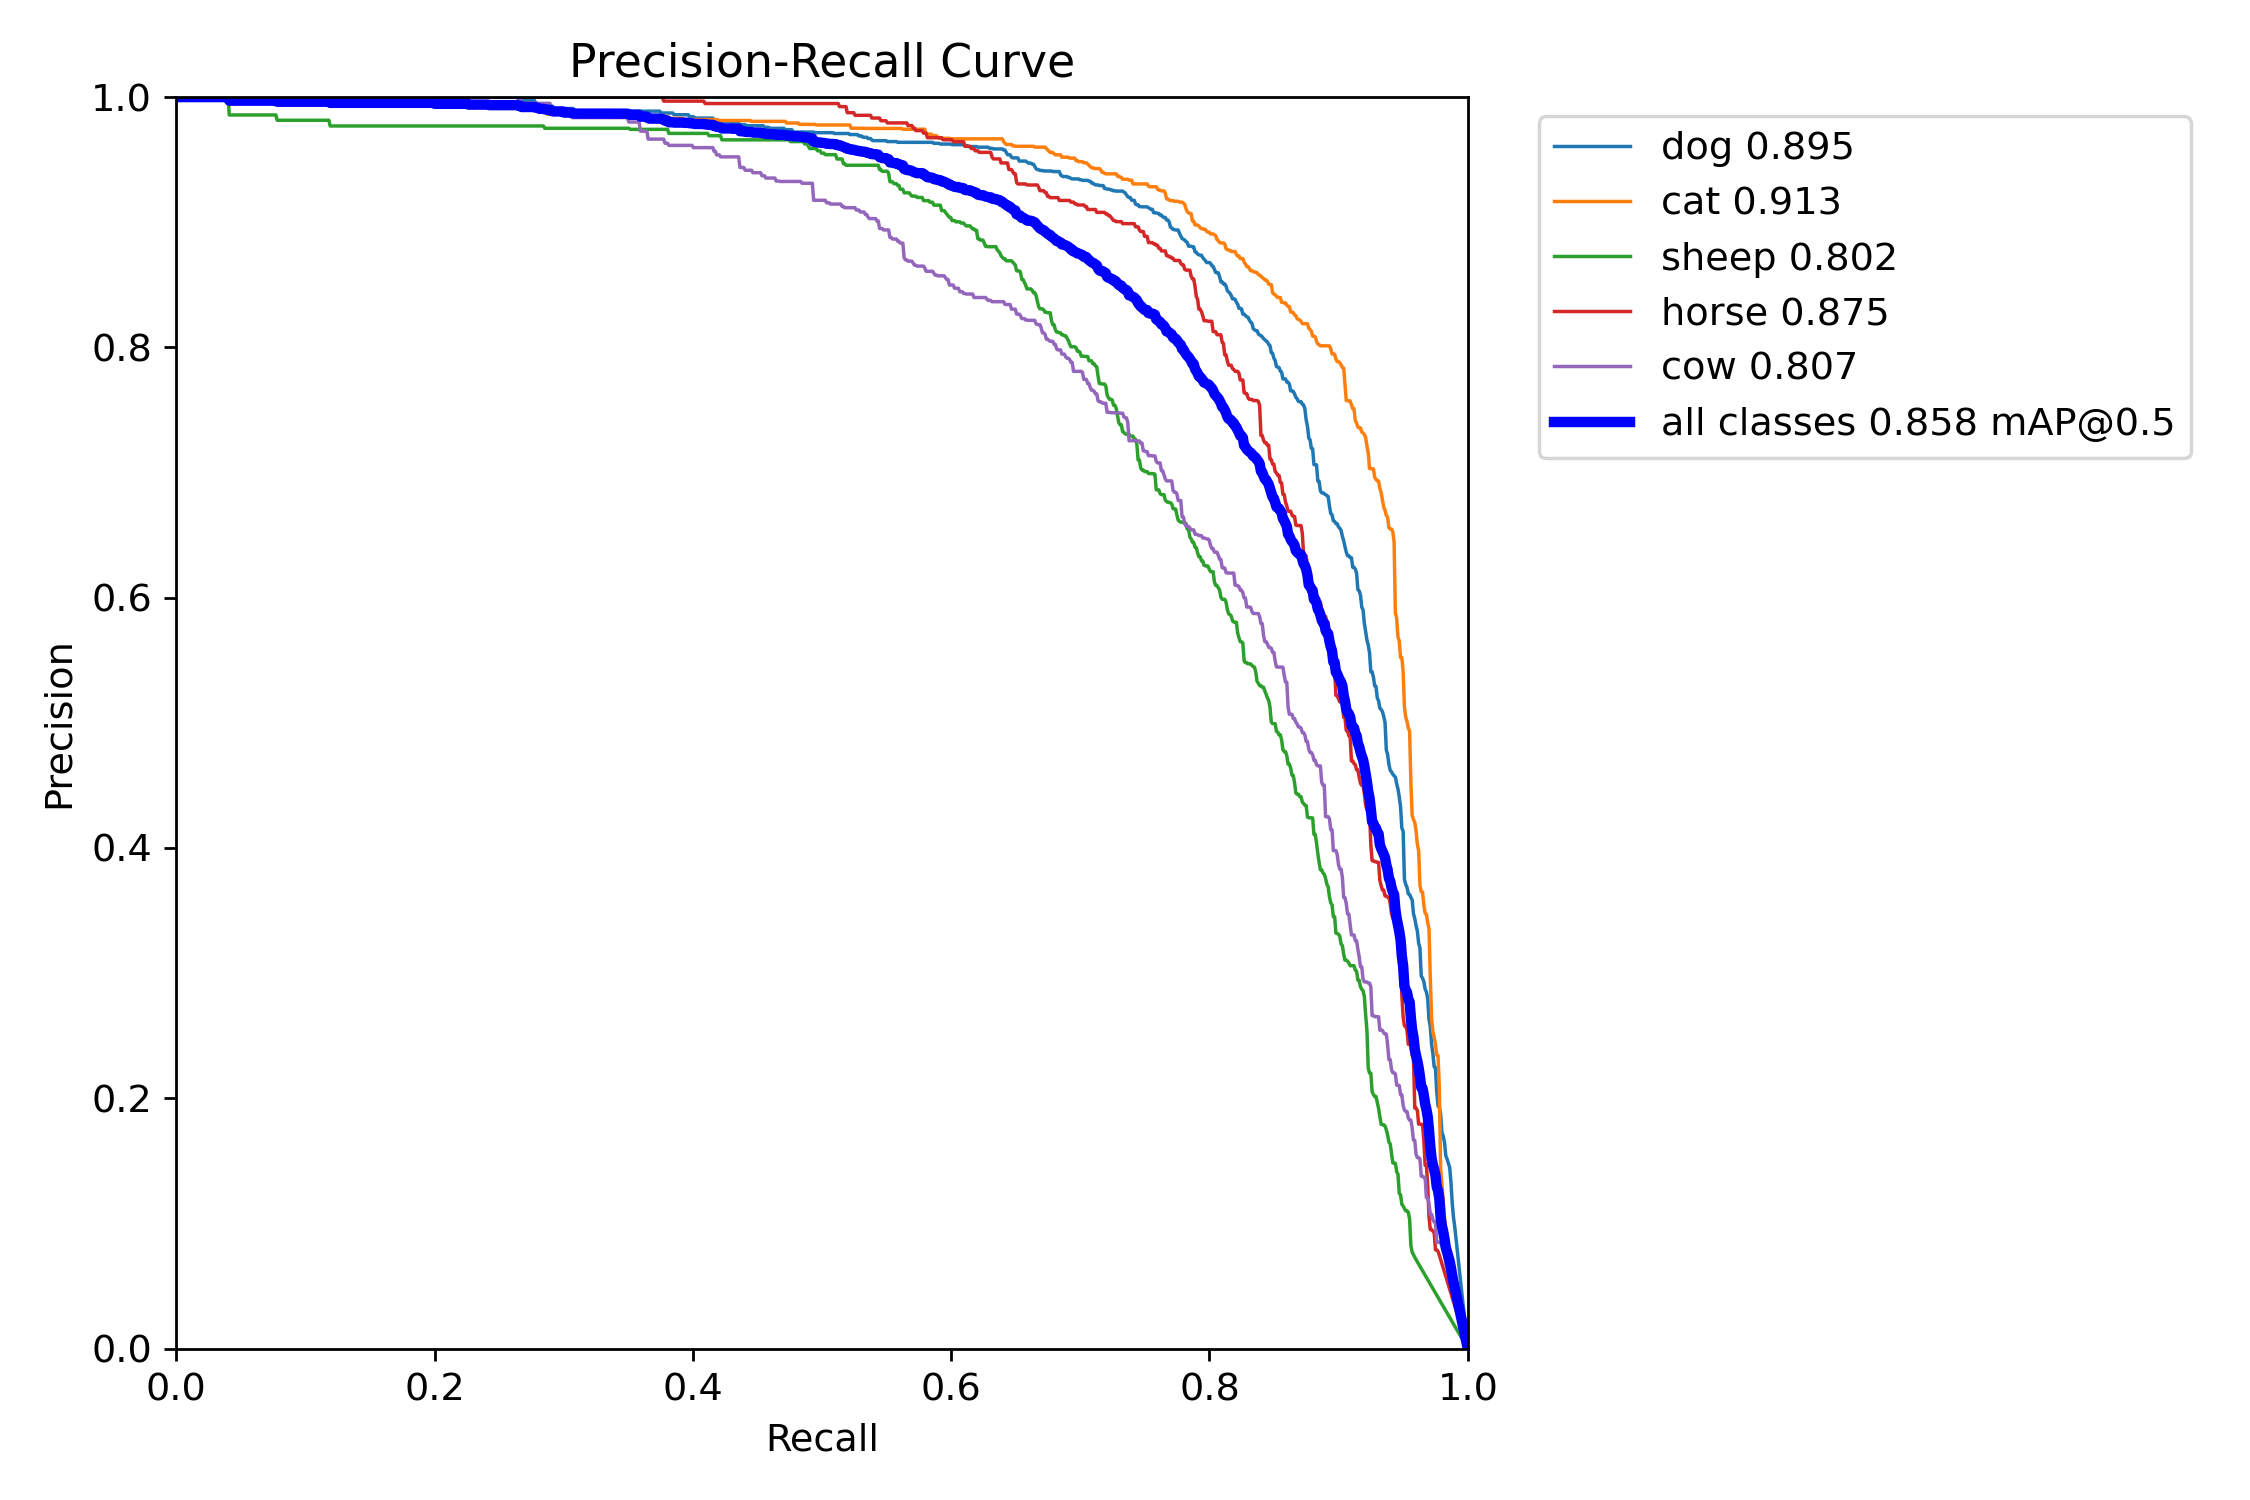 Precision-Recall Curve
1.0
0.8
0.6
0.4
0.2
0.0
Precision
0.0 0.2 0.4 0.6 0.8 1.0
Recall
dog 0.895
cat 0.913
sheep 0.802
horse 0.875
cow 0.807
all classes 0.858 mAP@0.5